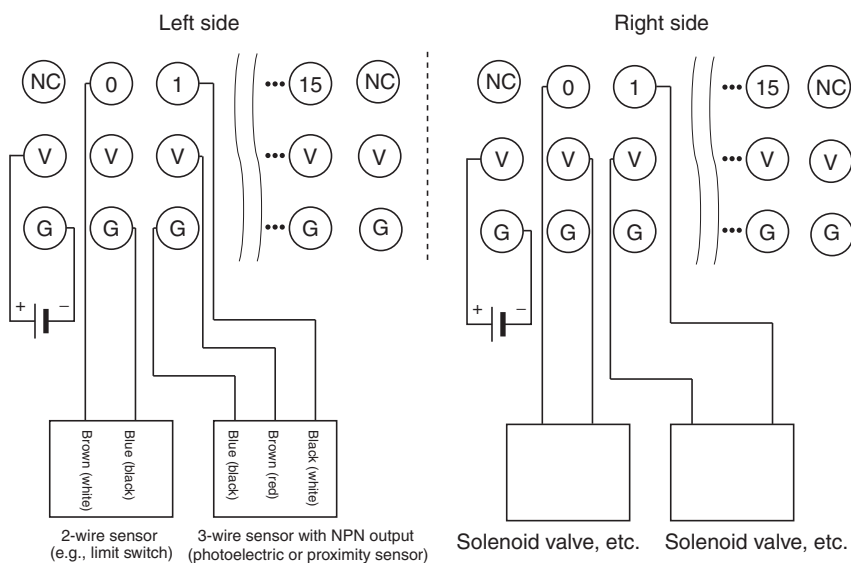 Left side
Right side
NC 0 1 ••• 15 NC
NC 0 1 ••• 15 NC
V V V ••• V V
V V V ••• V V
G G G ••• G G
G G G ••• G G
+ −
+ −
Brown (white)
Blue (black)
Blue (black)
Brown (red)
Black (white)
2-wire sensor
(e.g., limit switch)
3-wire sensor with NPN output
(photoelectric or proximity sensor)
Solenoid valve, etc.
Solenoid valve, etc.